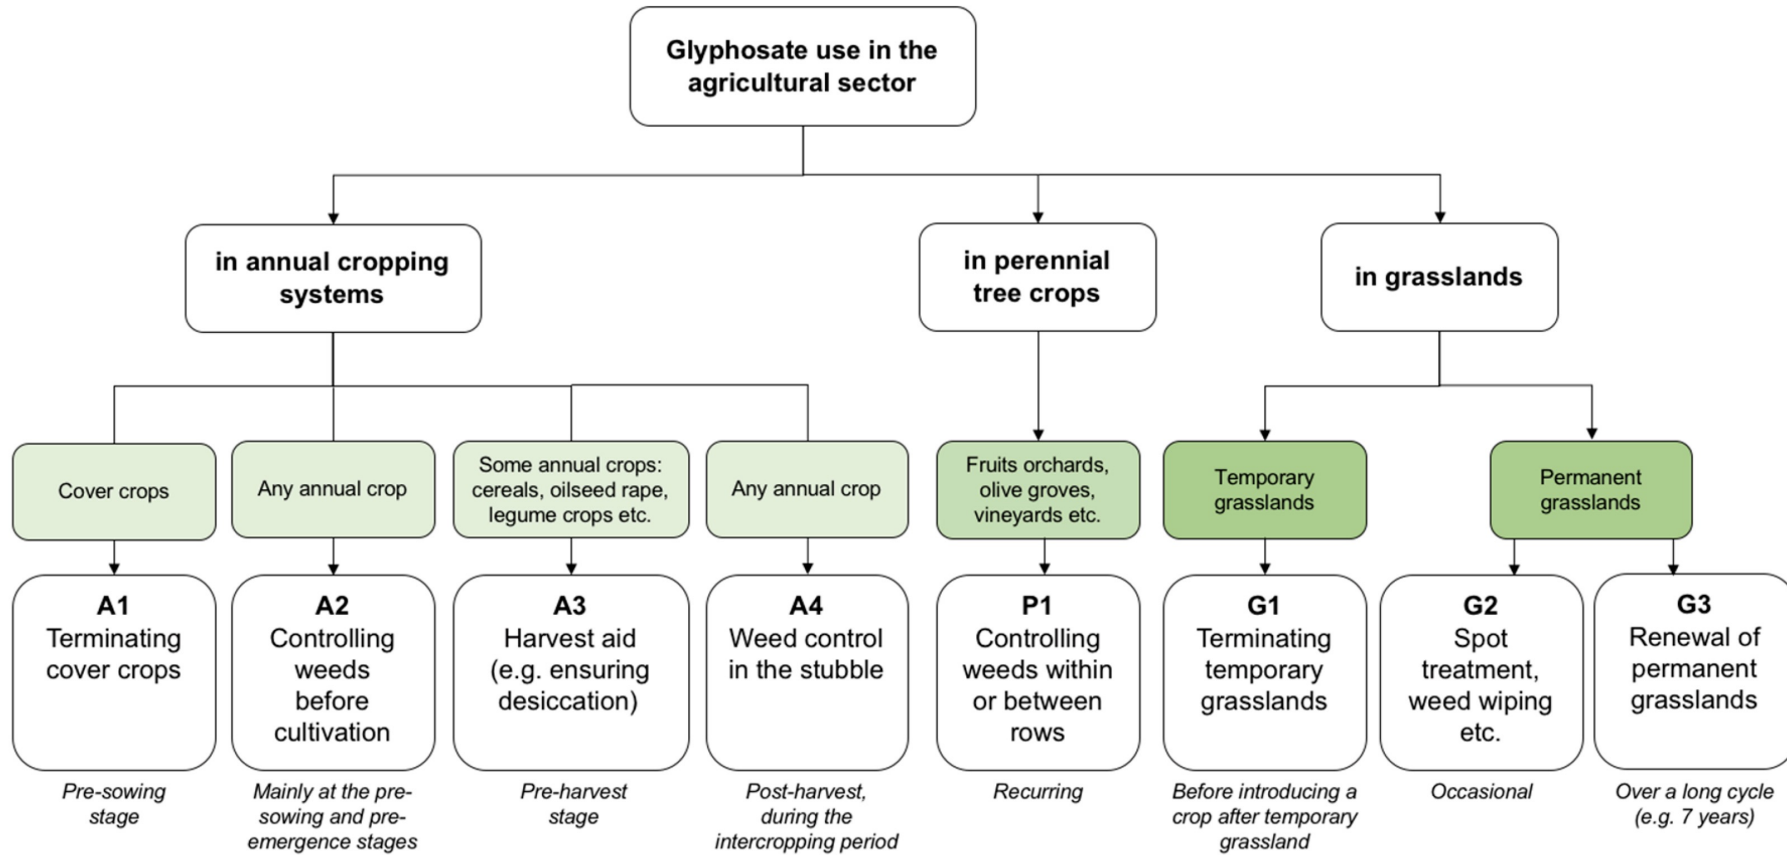 Glyphosate use in the
agricultural sector
in annual cropping
systems
in perennial
tree crops
in grasslands
Cover crops
Any annual crop
Some annual crops:
cereals, oilseed rape,
legume crops etc.
Any annual crop
Fruits orchards,
olive groves,
vineyards etc.
Temporary
grasslands
Permanent
grasslands
A1
Terminating
cover crops
A2
Controlling
weeds
before
cultivation
A3
Harvest aid
(e.g. ensuring
desiccation)
A4
Weed control
in the stubble
P1
Controlling
weeds within
or between
rows
G1
Terminating
temporary
grasslands
G2
Spot
treatment,
weed wiping
etc.
G3
Renewal of
permanent
grasslands
Pre-sowing
stage
Mainly at the pre-
sowing and pre-
emergence stages
Pre-harvest
stage
Post-harvest,
during the
intercropping period
Recurring
Before introducing a
crop after temporary
grassland
Occasional
Over a long cycle
(e.g. 7 years)